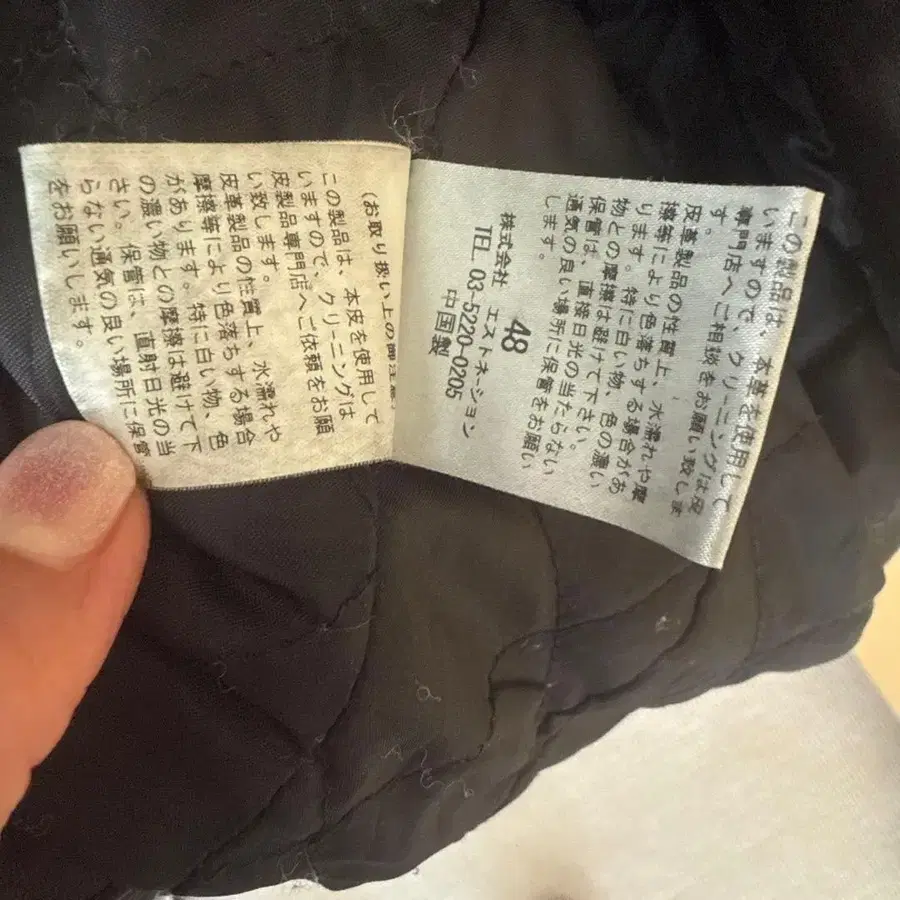 (お取り扱い上の御注意
この製品は、本皮を使用して
いますので、クリーニングは
皮製品専門店へご依頼をお願
い致します。
皮革製品の性質上、水濡れや
摩擦等により色落ちする場合
があります。特に白い物、色
の濃い物との摩擦は避けて下
さい。保管は、直射日光の当
らない通気の良い場所に保管
をお願いします。
この製品は、本革を使用して
いますので、クリーニングは皮
専門店へご相談をお願い致しま
す。
皮革製品の性質上、水濡れや摩
擦等により色落ちする場合があ
ります。特に白い物、色の濃い
物との摩擦は避けて下さい。
保管は、直接日光の当たらない
通気の良い場所に保管をお願い
します。
48
株式会社 エストネーション
TEL. 03-5220-0205
中国製